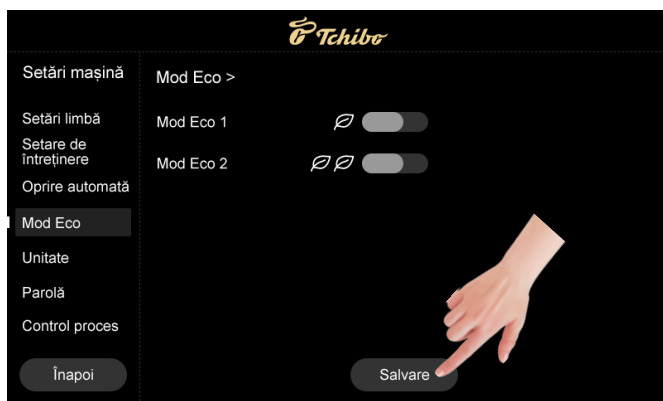 Tchibo
Setări mașină
Mod Eco >
Setări limbă
Mod Eco 1
Setare de
întreținere
Mod Eco 2
Oprire automată
Mod Eco
Unitate
Parolă
Control proces
Înapoi
Salvare